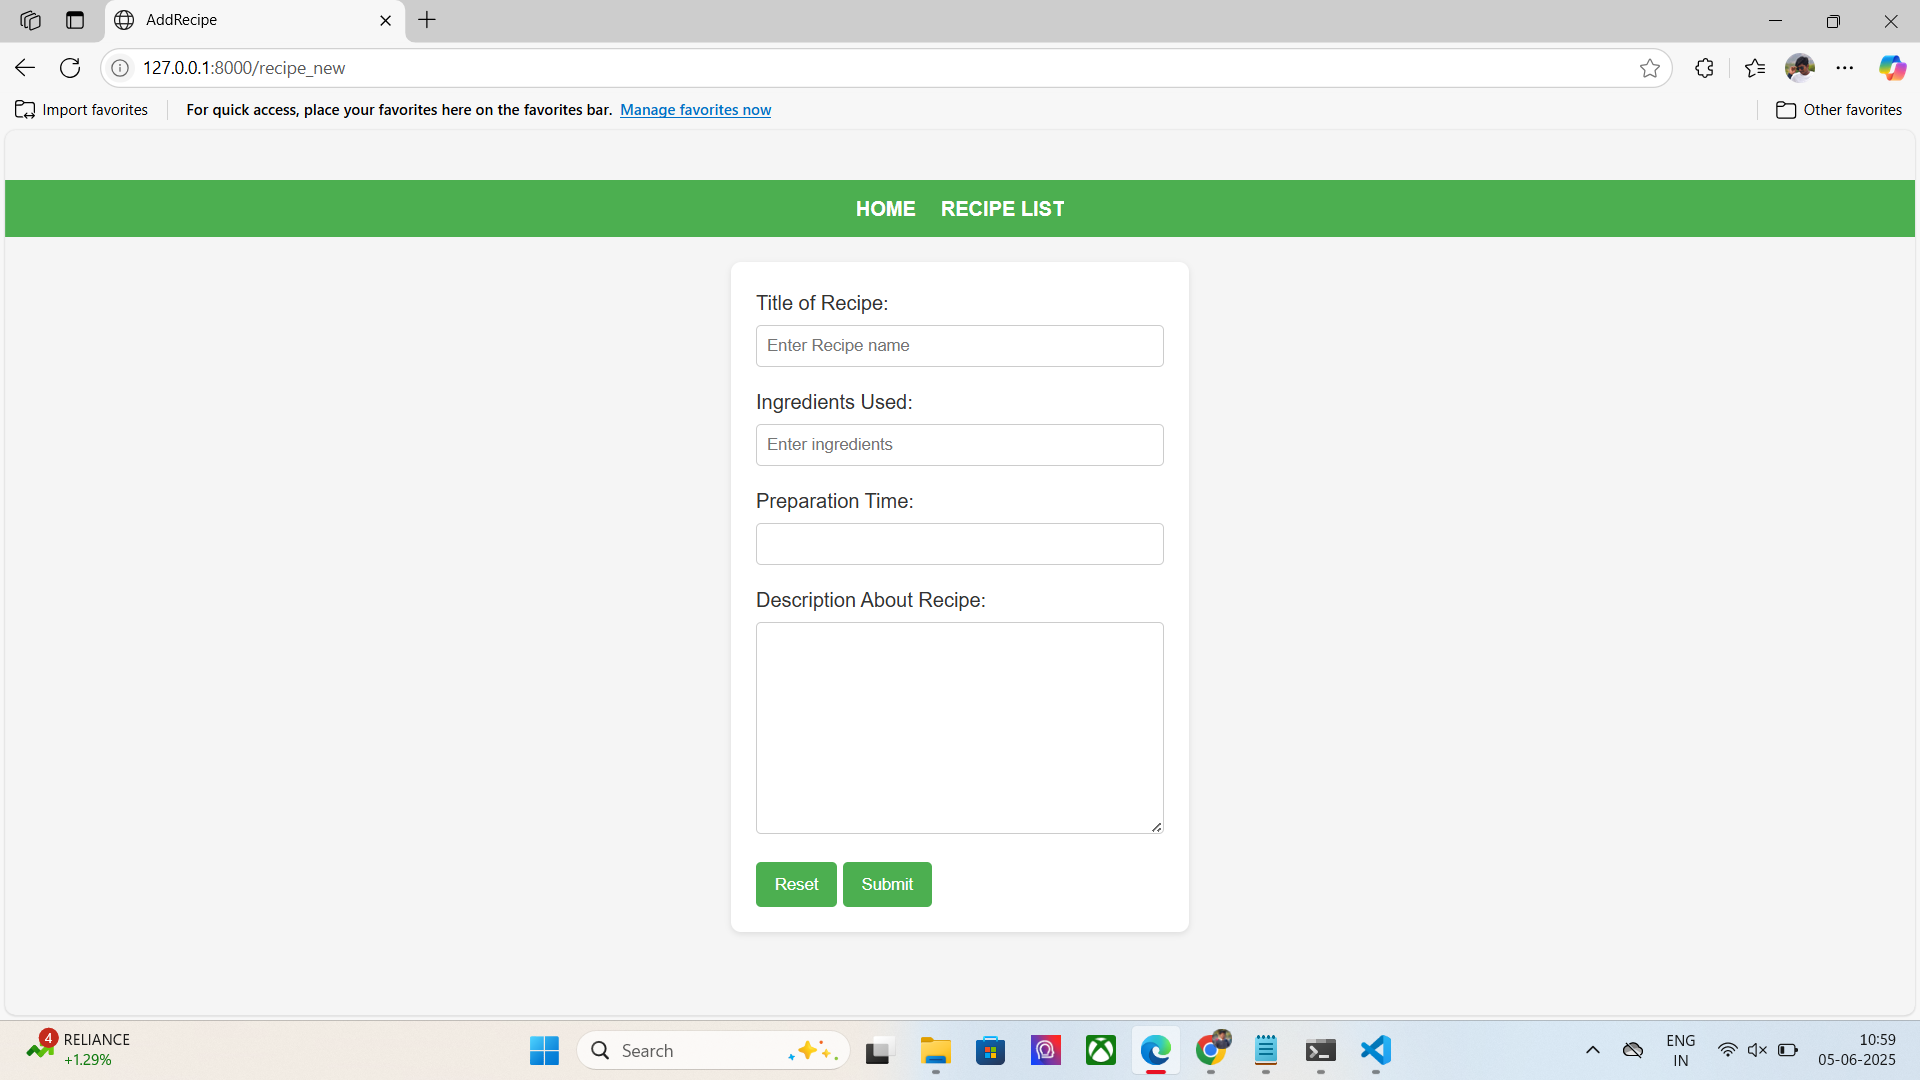 AddRecipe
127.0.0.1:8000/recipe_new
Import favorites
For quick access, place your favorites here on the favorites bar. Manage favorites now
Other favorites
HOME RECIPE LIST
Title of Recipe:
Enter Recipe name
Ingredients Used:
Enter ingredients
Preparation Time:
Description About Recipe:
Reset Submit
4
RELIANCE
+1.29%
Search
ENG
IN
10:59
05-06-2025